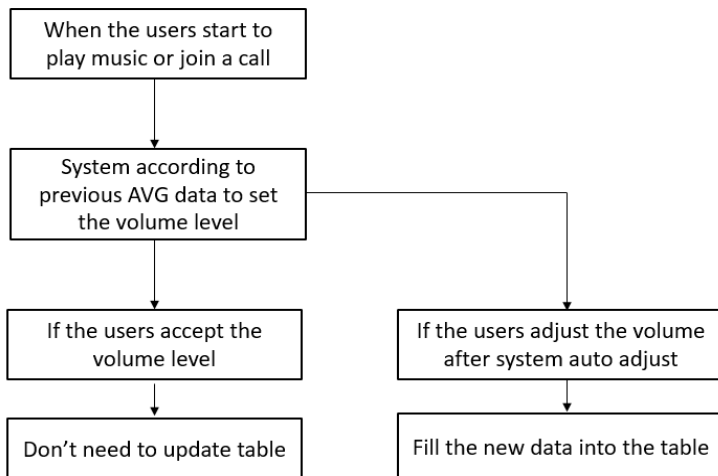 When the users start to
play music or join a call
System according to
previous AVG data to set
the volume level
If the users accept the
volume level
If the users adjust the volume
after system auto adjust
Don’t need to update table
Fill the new data into the table